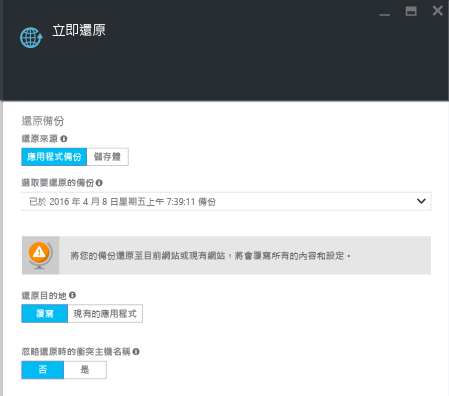 立即還原
還原備份
還原來源
應用程式備份 儲存體
選取要還原的備份
已於 2016 年 4 月 8 日星期五上午 7:39:11 備份
將您的備份還原至目前網站或現有網站，將會覆寫所有的內容和設定。
還原目的地
覆寫 現有的應用程式
忽略還原時的衝突主機名稱
否 是